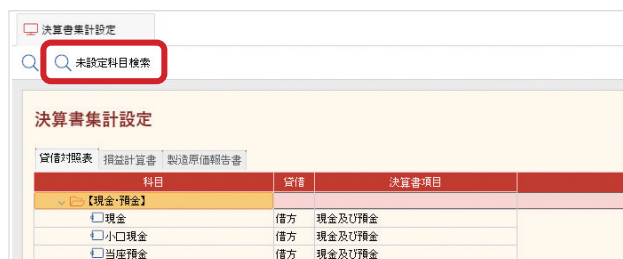 決算書集計設定
未設定科目検索
決算書集計設定
貸借対照表 損益計算書 製造原価報告書
科目 貸借 決算書項目
【現金・預金】
現金 借方 現金及び預金
小口現金 借方 現金及び預金
当座預金 借方 現金及び預金